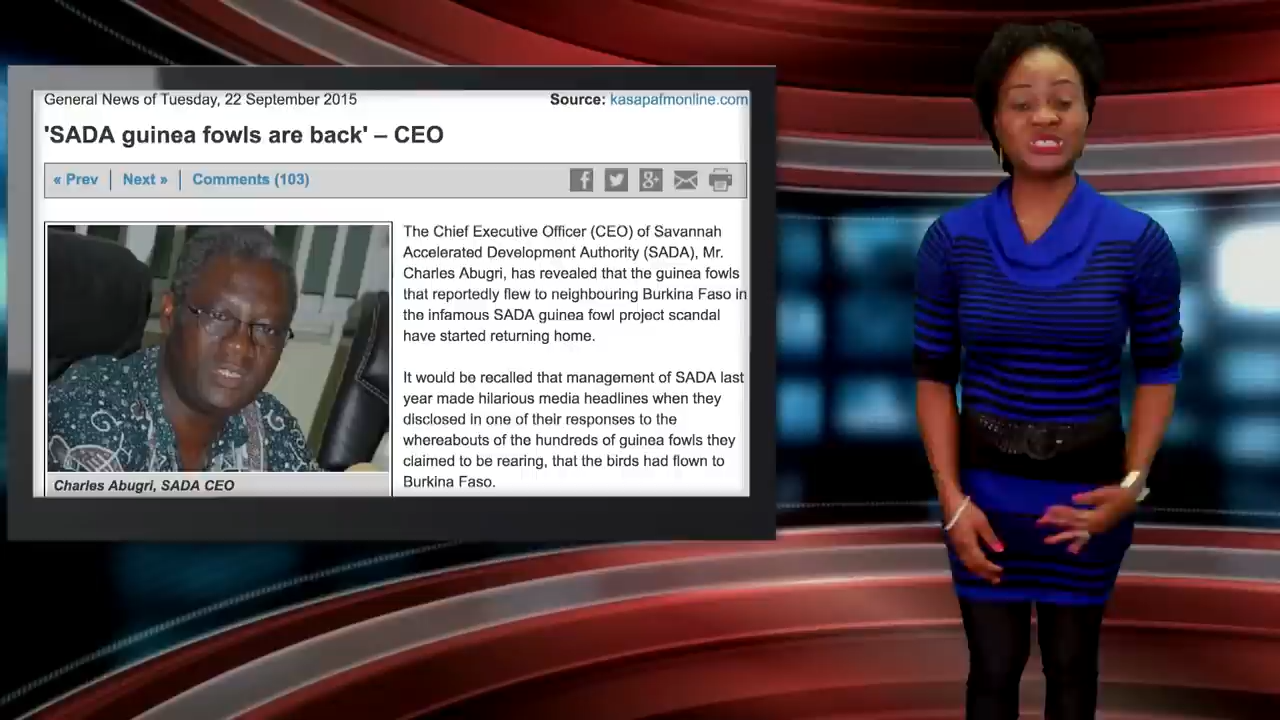 General News of Tuesday, 22 September 2015
Source: kasapafmonline.com
'SADA guinea fowls are back' – CEO
« Prev
Next »
Comments (103)
The Chief Executive Officer (CEO) of Savannah
Accelerated Development Authority (SADA), Mr.
Charles Abugri, has revealed that the guinea fowls
that reportedly flew to neighbouring Burkina Faso in
the infamous SADA guinea fowl project scandal
have started returning home.
It would be recalled that management of SADA last
year made hilarious media headlines when they
disclosed in one of their responses to the
whereabouts of the hundreds of guinea fowls they
claimed to be rearing, that the birds had flown to
Burkina Faso.
Charles Abugri, SADA CEO